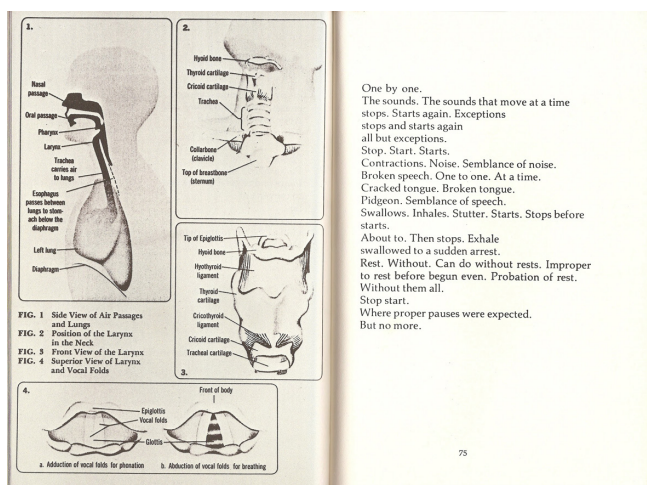 1.
Nasal
passage
Oral passage
Pharynx
Larynx
Trachea
carries air
to lungs
Esophagus
passes between
lungs to stom-
ach below the
diaphragm
Left lung
Diaphragm
2.
Hyoid bone
Thyroid cartilage
Cricoid cartilage
Trachea
Collarbone
(clavicle)
Top of breastbone
(sternum)
Tip of Epiglottis
Hyoid bone
Hyothyroid
ligament
Thyroid
cartilage
Cricothyroid
ligament
Cricoid cartilage
Tracheal cartilage
3.
FIG. 1 Side View of Air Passages
and Lungs
FIG. 2 Position of the Larynx
in the Neck
FIG. 3 Front View of the Larynx
FIG. 4 Superior View of Larynx
and Vocal Folds
4.
Front of body
Epiglottis
Vocal folds
Glottis
a. Adduction of vocal folds for phonation
b. Abduction of vocal folds for breathing
One by one.
The sounds. The sounds that move at a time
stops. Starts again. Exceptions
stops and starts again
all but exceptions.
Stop. Start. Starts.
Contractions. Noise. Semblance of noise.
Broken speech. One to one. At a time.
Cracked tongue. Broken tongue.
Pidgeon. Semblance of speech.
Swallows. Inhales. Stutter. Starts. Stops before
starts.
About to. Then stops. Exhale
swallowed to a sudden arrest.
Rest. Without. Can do without rests. Improper
to rest before begun even. Probation of rest.
Without them all.
Stop start.
Where proper pauses were expected.
But no more.
75